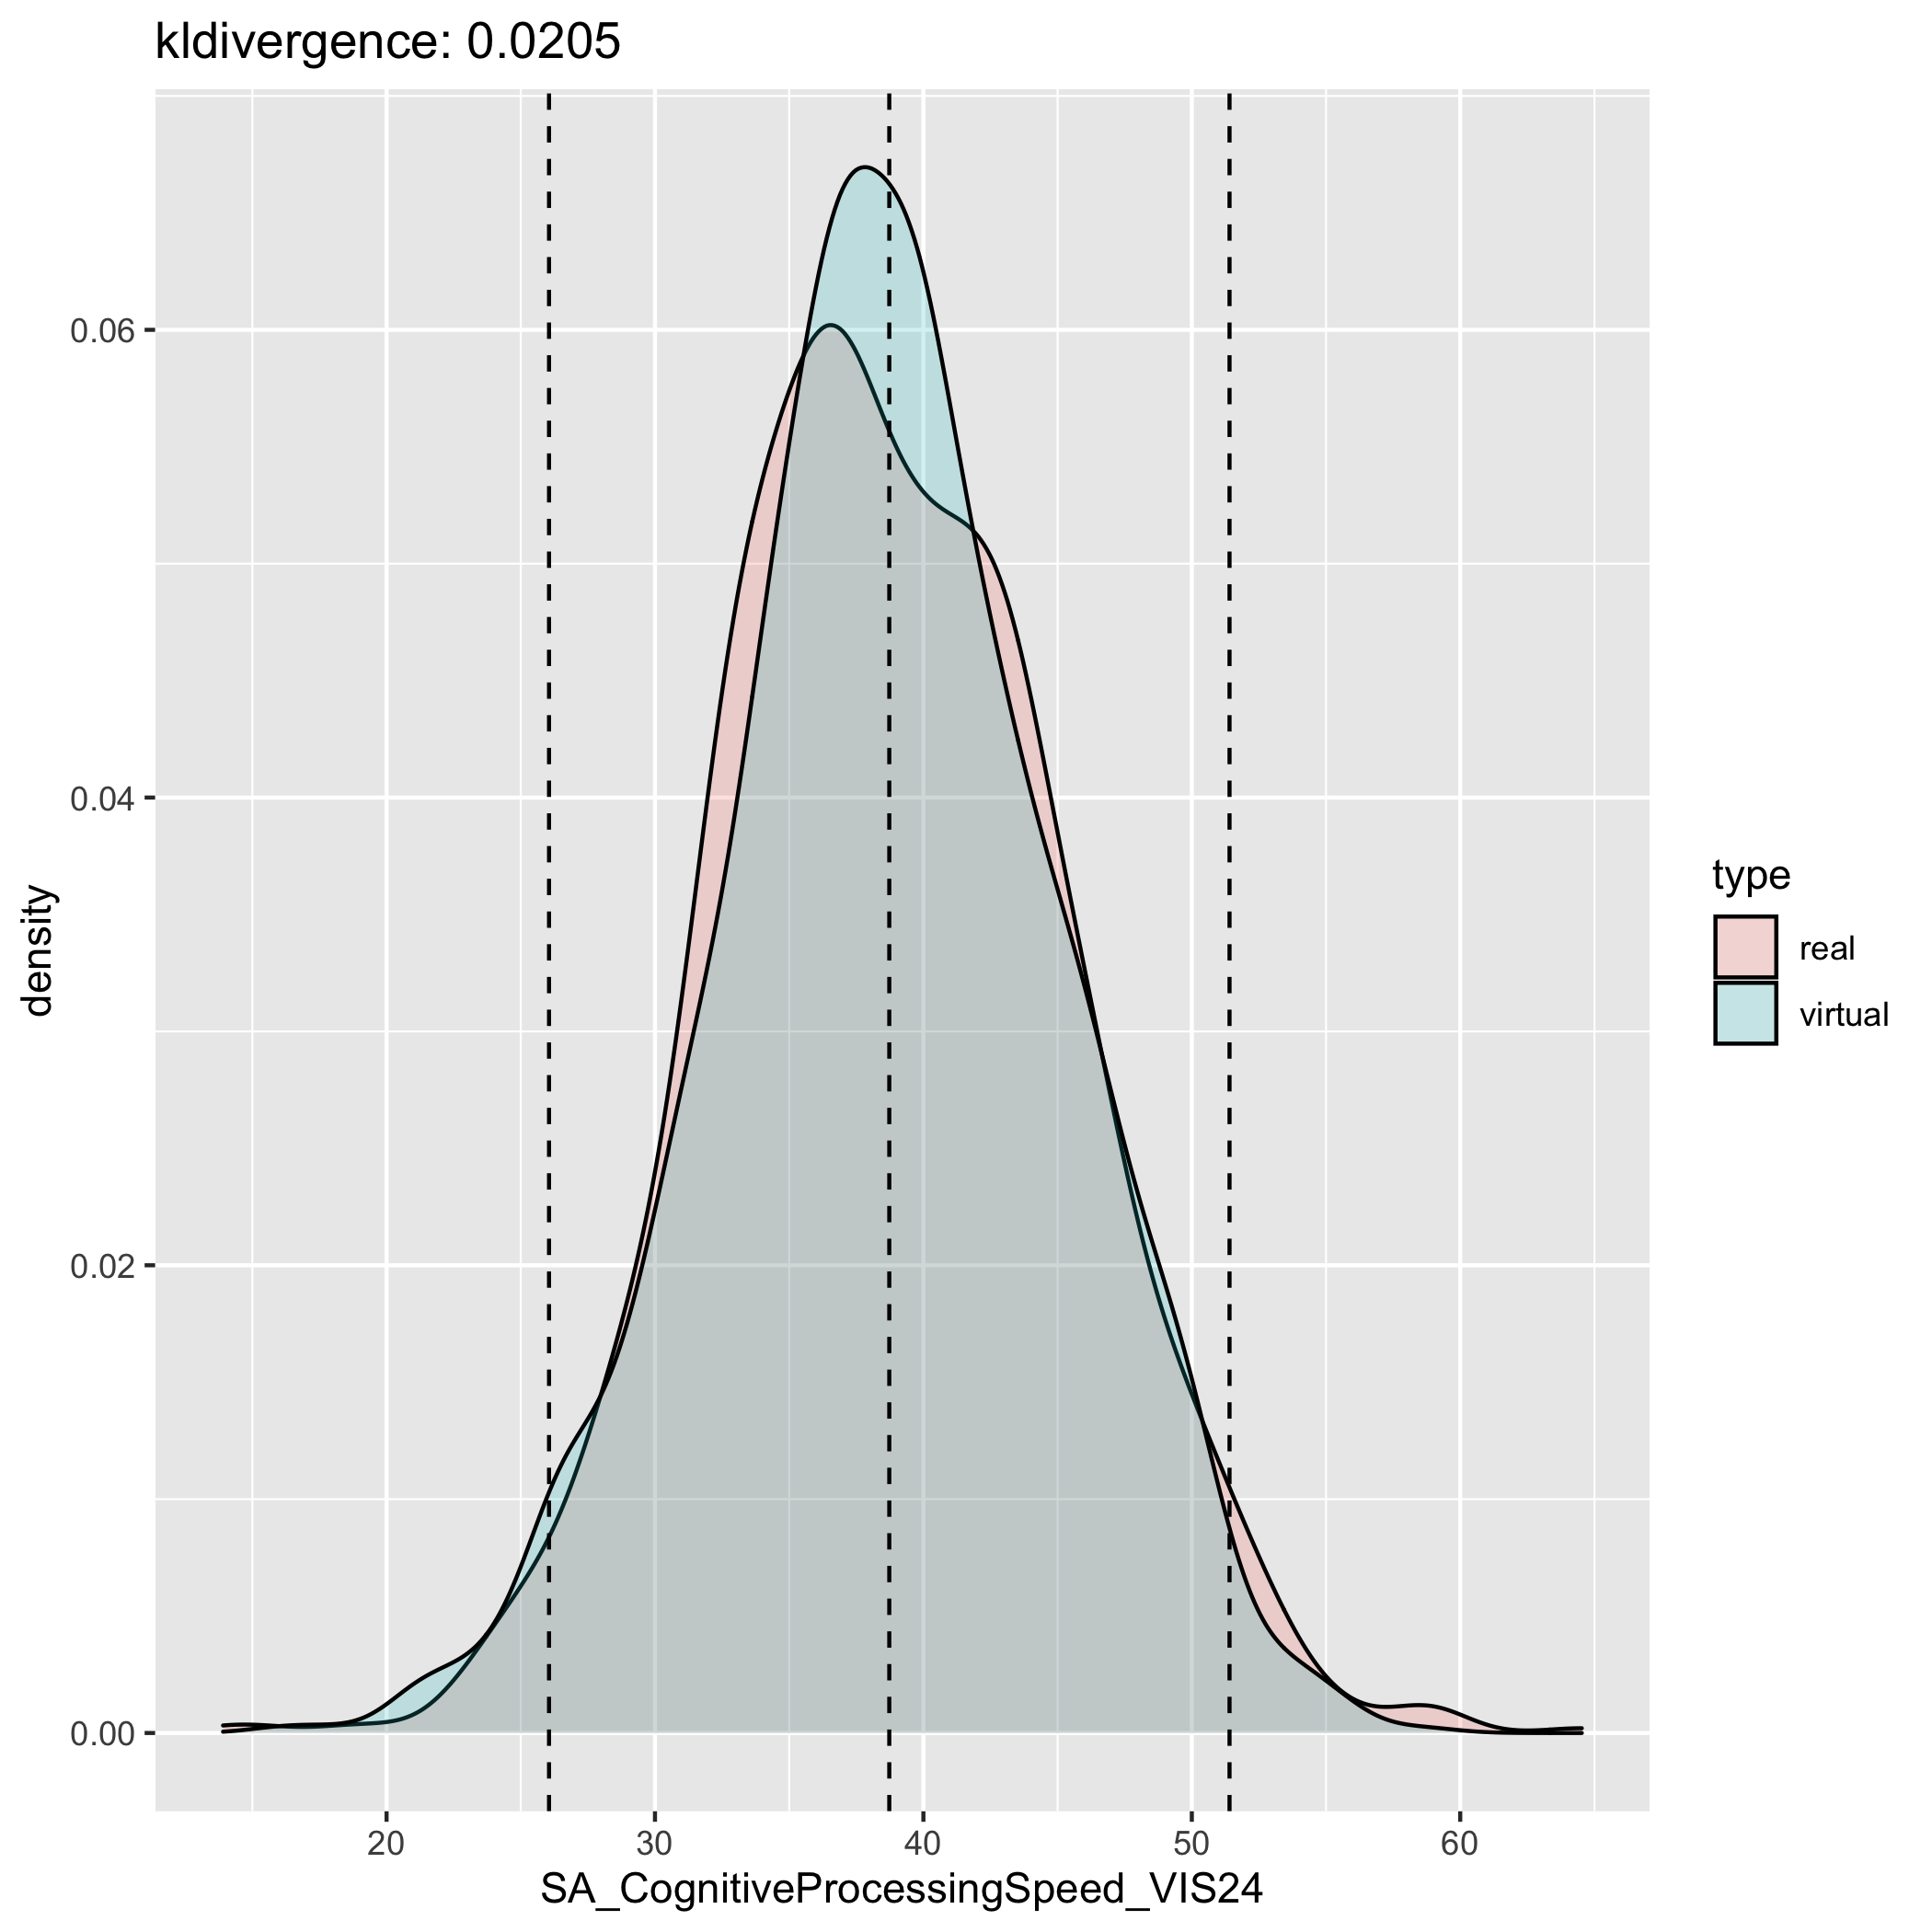 kldivergence: 0.0205
0.06
0.04
0.02
0.00
density
20 30 40 50 60
SA_CognitiveProcessingSpeed_VIS24
type
real
virtual